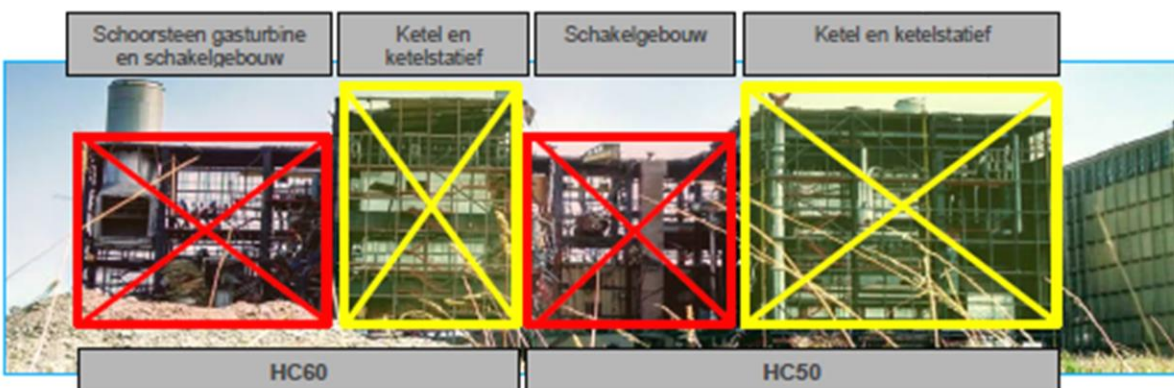 Schoorsteen gasturbine
en schakelgebouw
Ketel en
ketelstatief
Schakelgebouw
Ketel en ketelstatief
HC60
HC50